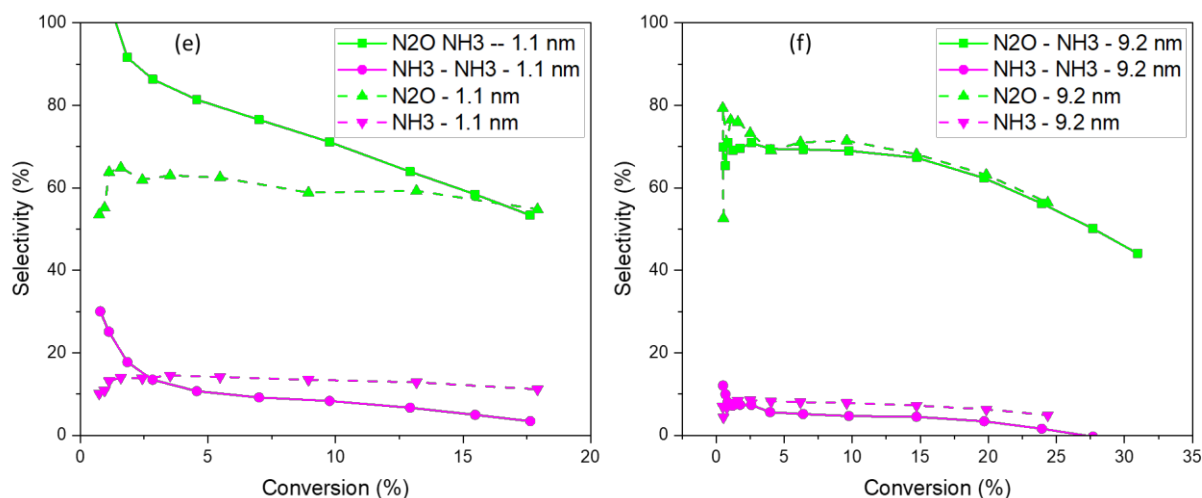 (e)
N2O NH3 -- 1.1 nm
NH3 - NH3 - 1.1 nm
N2O - 1.1 nm
NH3 - 1.1 nm
100
80
60
40
20
0
Selectivity (%)
0 5 10 15 20
Conversion (%)
(f)
N2O - NH3 - 9.2 nm
NH3 - NH3 - 9.2 nm
N2O - 9.2 nm
NH3 - 9.2 nm
100
80
60
40
20
0
Selectivity (%)
0 5 10 15 20 25 30 35
Conversion (%)